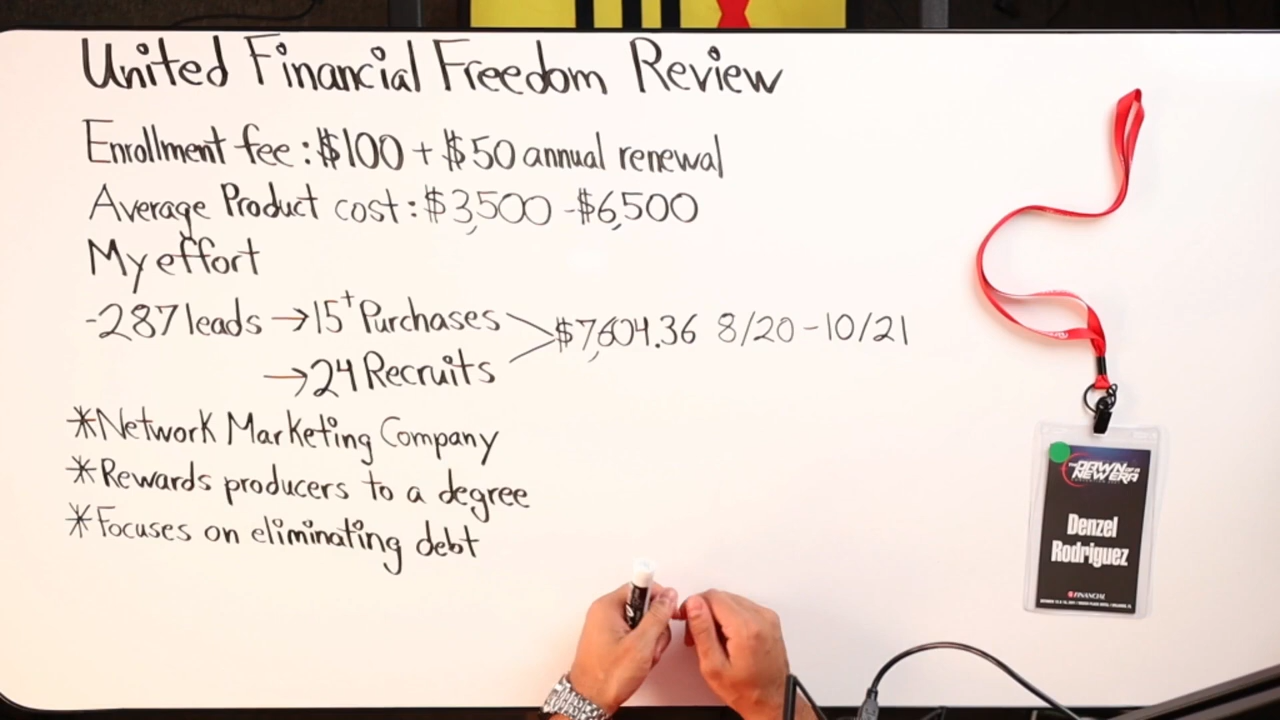 United Financial Freedom Review
Enrollment fee : $100 + $50 annual renewal
Average Product cost : $3,500 - $6,500
My effort
-287 leads → 15+ Purchases
→ 24 Recruits
$7,604.36 8/20 - 10/21
*Network Marketing Company
*Rewards producers to a degree
*Focuses on eliminating debt
THE DAWN OF A
NEW ERA
Denzel
Rodriguez
FINANCIAL